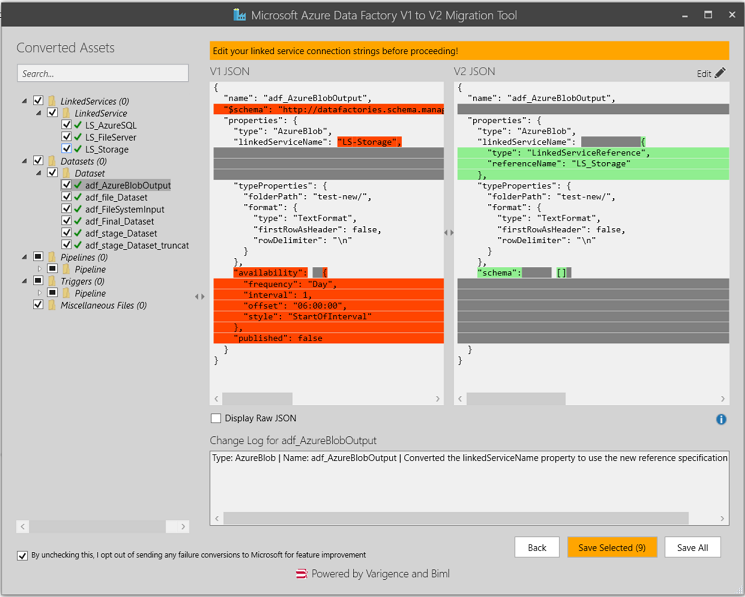 Microsoft Azure Data Factory V1 to V2 Migration Tool
Converted Assets
Search...
LinkedServices (0)
LinkedService
LS_AzureSQL
LS_FileServer
LS_Storage
Datasets (0)
Dataset
adf_AzureBlobOutput
adf_file_Dataset
adf_FileSystemInput
adf_Final_Dataset
adf_stage_Dataset
adf_stage_Dataset_truncat
Pipelines (0)
Pipeline
Triggers (0)
Pipeline
Miscellaneous Files (0)
Edit your linked service connection strings before proceeding!
V1 JSON
{
"name": "adf_AzureBlobOutput",
"$schema": "http://datafactories.schema.manag
"properties": {
"type": "AzureBlob",
"linkedServiceName": "LS-Storage",
"typeProperties": {
"folderPath": "test-new/",
"format": {
"type": "TextFormat",
"firstRowAsHeader": false,
"rowDelimiter": "\n"
}
},
"availability": {
"frequency": "Day",
"interval": 1,
"offset": "06:00:00",
"style": "StartOfInterval"
},
"published": false
}
}
V2 JSON
Edit
{
"name": "adf_AzureBlobOutput",
"properties": {
"type": "AzureBlob",
"linkedServiceName": {
"type": "LinkedServiceReference",
"referenceName": "LS_Storage"
},
"typeProperties": {
"folderPath": "test-new/",
"format": {
"type": "TextFormat",
"firstRowAsHeader": false,
"rowDelimiter": "\n"
}
},
"schema": []
}
}
Display Raw JSON
Change Log for adf_AzureBlobOutput
Type: AzureBlob | Name: adf_AzureBlobOutput | Converted the linkedServiceName property to use the new reference specification
By unchecking this, I opt out of sending any failure conversions to Microsoft for feature improvement
Back
Save Selected (9)
Save All
Powered by Varigence and Biml